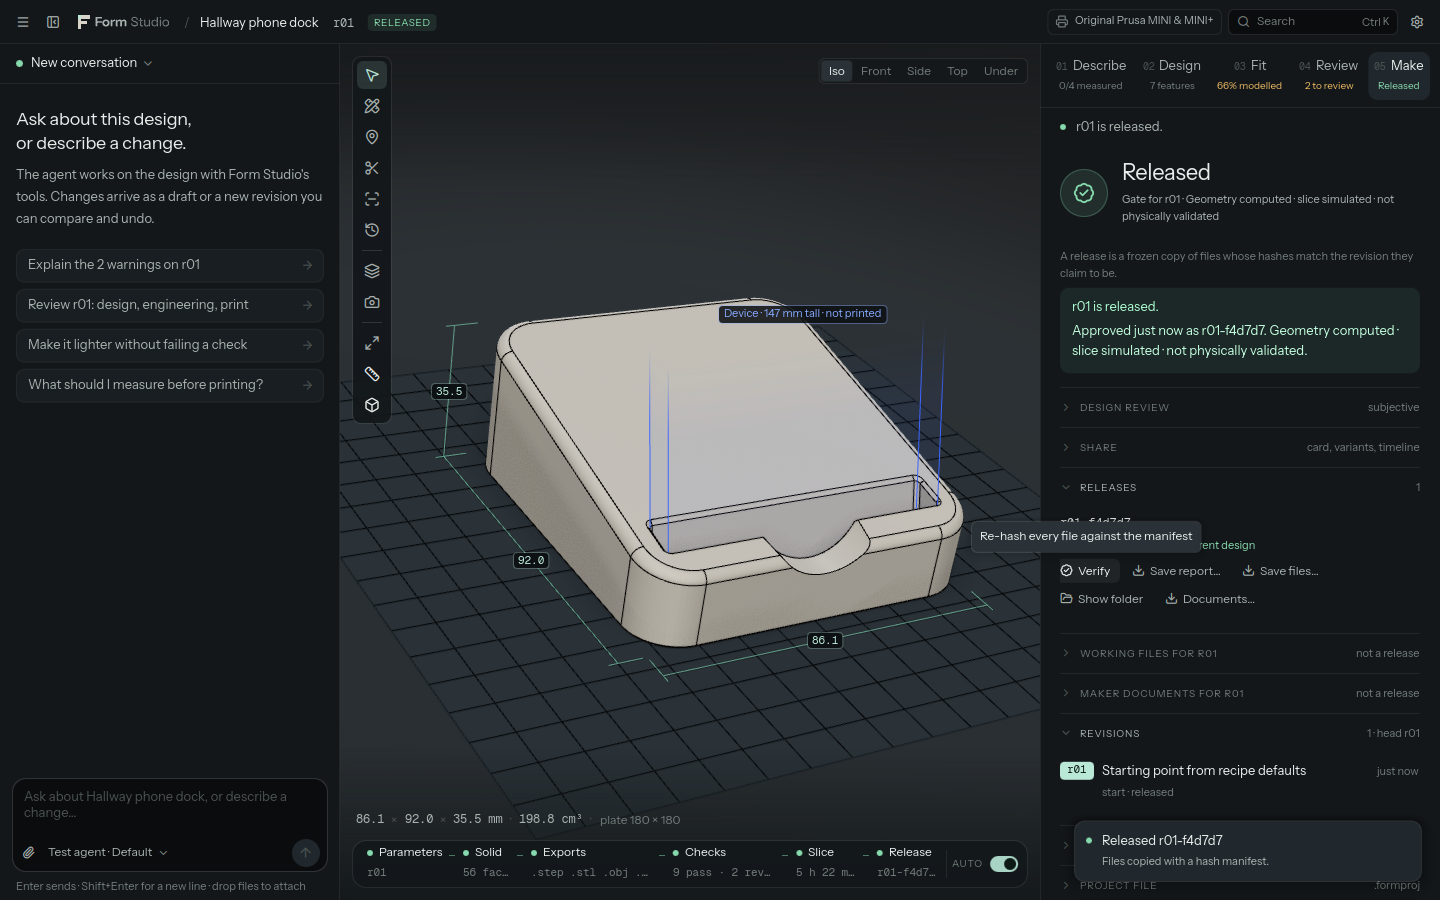 Form Studio / Hallway phone dock r01 RELEASED
Original Prusa MINI & MINI+
Search Ctrl K
New conversation
Ask about this design,
or describe a change.
The agent works on the design with Form Studio's
tools. Changes arrive as a draft or a new revision you
can compare and undo.
Explain the 2 warnings on r01
Review r01: design, engineering, print
Make it lighter without failing a check
What should I measure before printing?
Ask about Hallway phone dock, or describe a
change...
Test agent · Default
Enter sends · Shift+Enter for a new line · drop files to attach
Iso Front Side Top Under
Device · 147 mm tall · not printed
35.5
92.0
86.1
86.1 × 92.0 × 35.5 mm · 198.8 cm³ · plate 180 × 180
Parameters Solid Exports Checks Slice Release
r01 56 fac… .step .stl .obj .… 9 pass · 2 rev… 5 h 22 m… r01-f4d7…
AUTO
01 Describe 02 Design 03 Fit 04 Review 05 Make
0/4 measured 7 features 66% modelled 2 to review Released
r01 is released.
Released
Gate for r01 · Geometry computed · slice simulated · not
physically validated
A release is a frozen copy of files whose hashes match the revision they
claim to be.
r01 is released.
Approved just now as r01-f4d7d7. Geometry computed ·
slice simulated · not physically validated.
DESIGN REVIEW subjective
SHARE card, variants, timeline
RELEASES 1
r01-f4d7d7
Re-hash every file against the manifest
rent design
Verify Save report... Save files...
Show folder Documents...
WORKING FILES FOR R01 not a release
MAKER DOCUMENTS FOR R01 not a release
REVISIONS 1 · head r01
r01 Starting point from recipe defaults just now
start · released
Released r01-f4d7d7
Files copied with a hash manifest.
PROJECT FILE .formproj